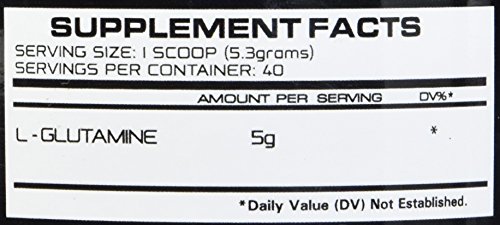 SUPPLEMENT FACTS
SERVING SIZE: 1 SCOOP (5.3grams)
SERVINGS PER CONTAINER: 40
AMOUNT PER SERVING DV%*
L-GLUTAMINE 5g *
*Daily Value (DV) Not Established.